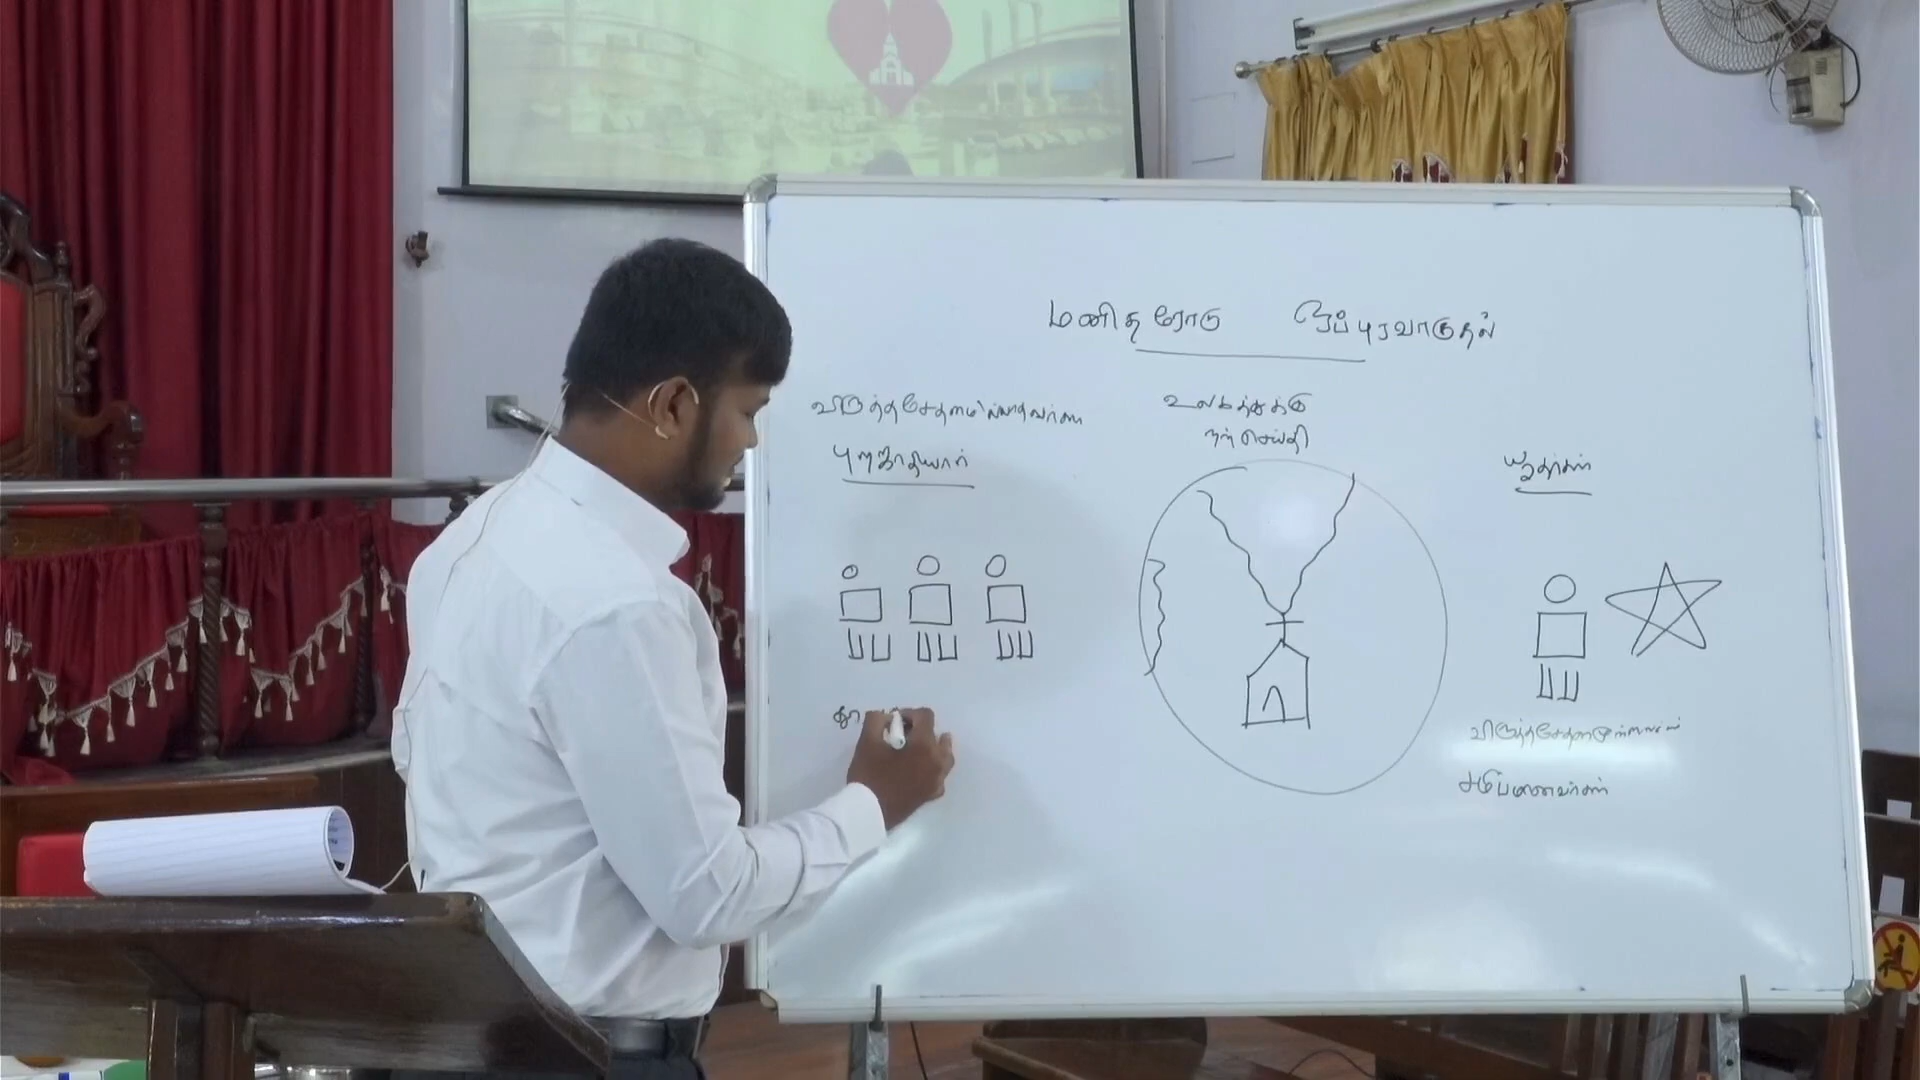 மனிதரோடு ஒப்புரவாகுதல்
விருத்தசேதனமில்லாதவர்கள்
புறஜாதியார்
உலகத்துக்கு
நற்செய்தி
யூதர்கள்
விருத்தசேதனமுள்ளவர்கள்
சமீபமானவர்கள்
தூ